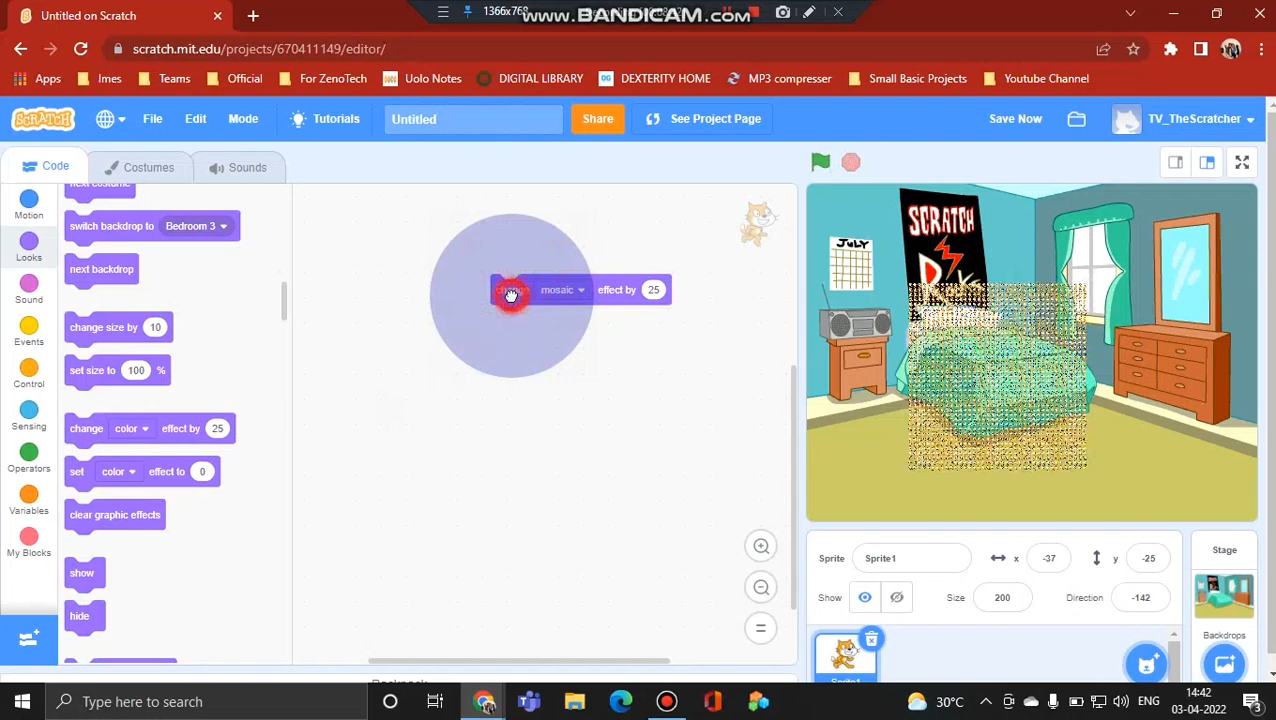 Untitled on Scratch
1366x768
www.BANDICAM.com
scratch.mit.edu/projects/670411149/editor/
Apps
Imes
Teams
Official
For ZenoTech
Uolo Notes
DIGITAL LIBRARY
DEXTERITY HOME
MP3 compresser
Small Basic Projects
Youtube Channel
SCRATCH
File
Edit
Mode
Tutorials
Untitled
Share
See Project Page
Save Now
TV_TheScratcher
Code
Costumes
Sounds
Motion
Looks
Sound
Events
Control
Sensing
Operators
Variables
My Blocks
next costume
switch backdrop to Bedroom 3
next backdrop
change size by 10
set size to 100 %
change color effect by 25
set color effect to 0
clear graphic effects
show
hide
change mosaic effect by 25
JULY
SCRATCH
Sprite
Sprite1
x
-37
y
-25
Show
Size
200
Direction
-142
Stage
Backdrops
Sprite1
Backpack
Type here to search
30°C
ENG
14:42
03-04-2022
3